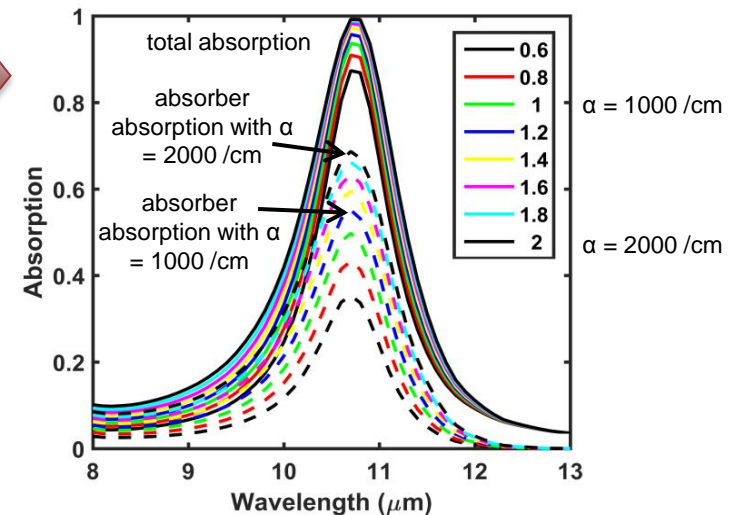 1
0.8
0.6
0.4
0.2
0
Absorption
total absorption
absorber
absorption with α
= 2000 /cm
absorber
absorption with α
= 1000 /cm
0.6
0.8
1
1.2
1.4
1.6
1.8
2
α = 1000 /cm
α = 2000 /cm
8 9 10 11 12 13
Wavelength (μm)